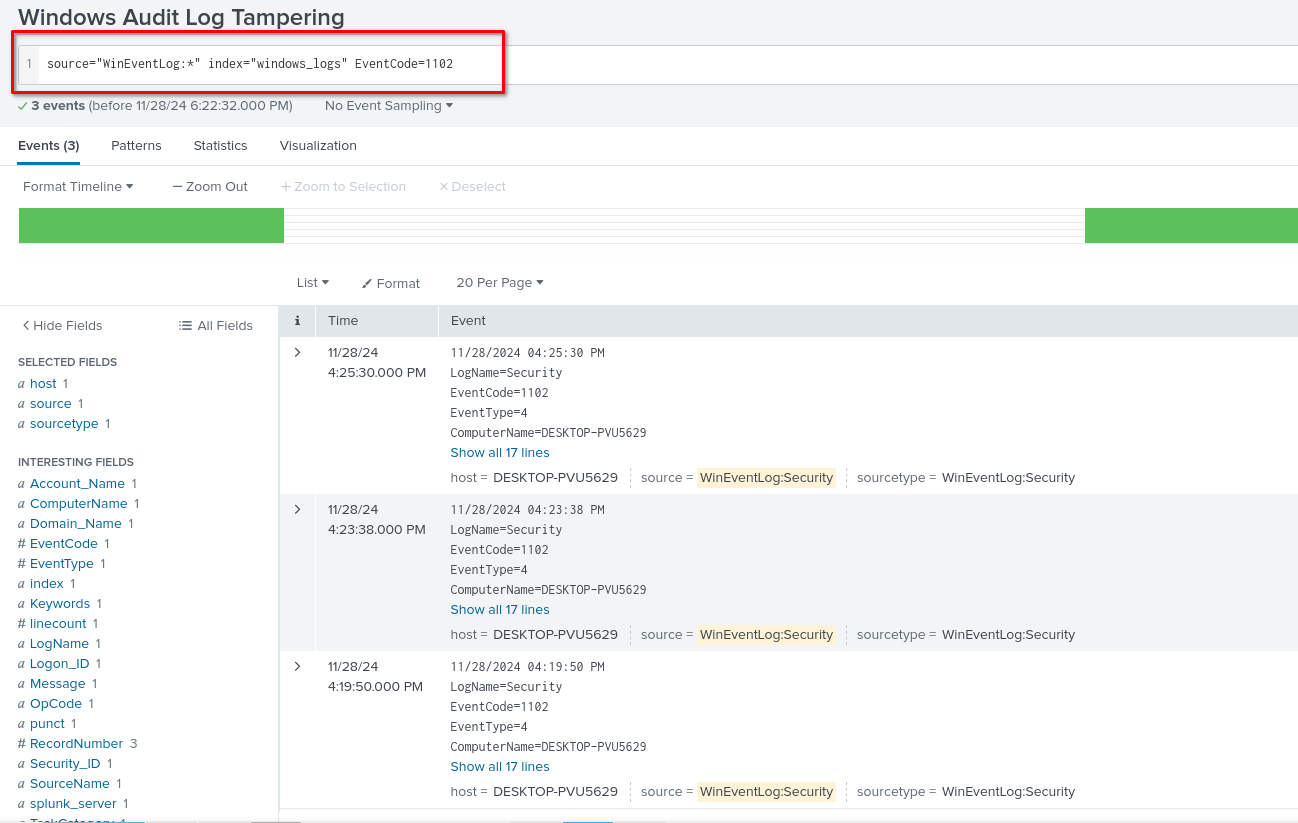 Windows Audit Log Tampering
1 source="WinEventLog:*" index="windows_logs" EventCode=1102
3 events (before 11/28/24 6:22:32.000 PM) No Event Sampling
Events (3) Patterns Statistics Visualization
Format Timeline Zoom Out + Zoom to Selection × Deselect
List Format 20 Per Page
Hide Fields All Fields
i Time Event
SELECTED FIELDS
a host 1
a source 1
a sourcetype 1
INTERESTING FIELDS
a Account_Name 1
a ComputerName 1
a Domain_Name 1
# EventCode 1
# EventType 1
a index 1
a Keywords 1
# linecount 1
a LogName 1
a Logon_ID 1
a Message 1
a OpCode 1
a punct 1
# RecordNumber 3
a Security_ID 1
a SourceName 1
a splunk_server 1
11/28/24
4:25:30.000 PM
11/28/2024 04:25:30 PM
LogName=Security
EventCode=1102
EventType=4
ComputerName=DESKTOP-PVU5629
Show all 17 lines
host = DESKTOP-PVU5629 source = WinEventLog:Security sourcetype = WinEventLog:Security
11/28/24
4:23:38.000 PM
11/28/2024 04:23:38 PM
LogName=Security
EventCode=1102
EventType=4
ComputerName=DESKTOP-PVU5629
Show all 17 lines
host = DESKTOP-PVU5629 source = WinEventLog:Security sourcetype = WinEventLog:Security
11/28/24
4:19:50.000 PM
11/28/2024 04:19:50 PM
LogName=Security
EventCode=1102
EventType=4
ComputerName=DESKTOP-PVU5629
Show all 17 lines
host = DESKTOP-PVU5629 source = WinEventLog:Security sourcetype = WinEventLog:Security